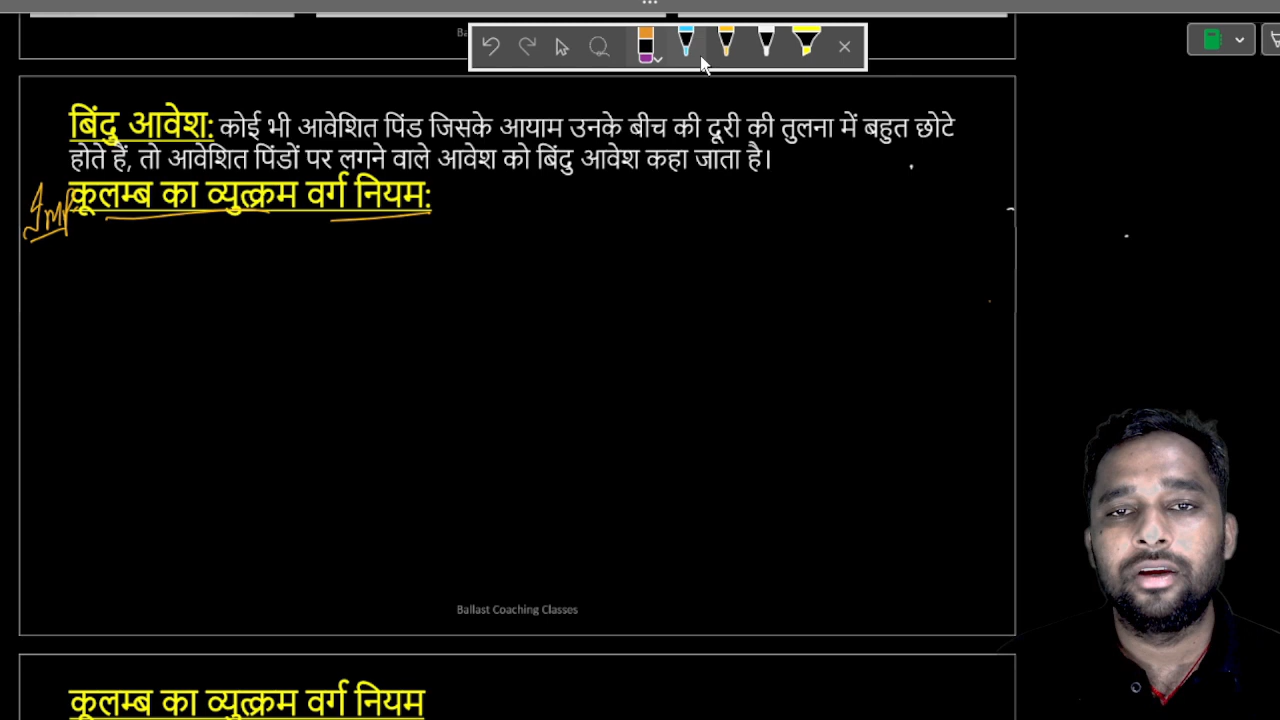 बिंदु आवेश: कोई भी आवेशित पिंड जिसके आयाम उनके बीच की दूरी की तुलना में बहुत छोटे
होते हैं, तो आवेशित पिंडों पर लगने वाले आवेश को बिंदु आवेश कहा जाता है।
Imp कूलम्ब का व्युत्क्रम वर्ग नियम:
Ballast Coaching Classes
कूलम्ब का व्युत्क्रम वर्ग नियम